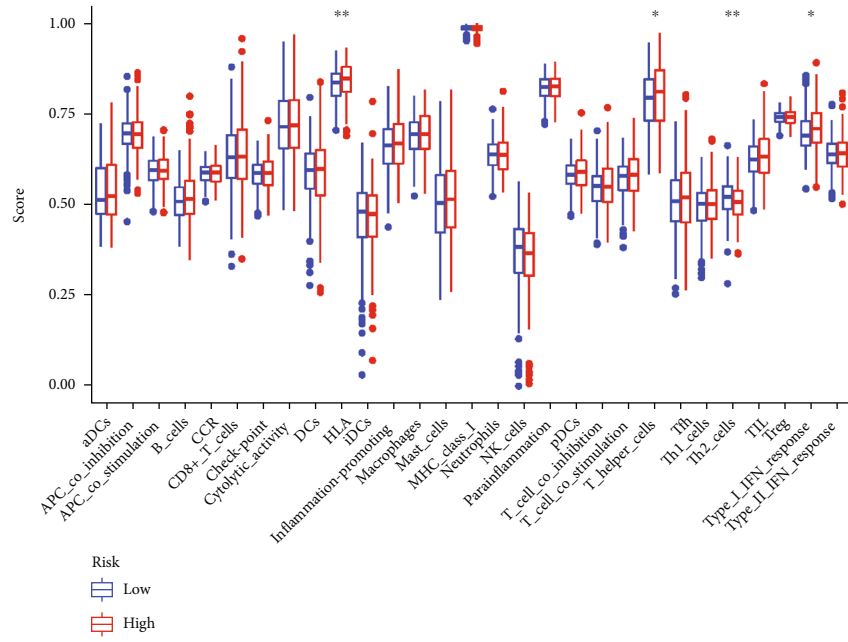 ** * ** *
1.00
0.75
0.50
0.25
0.00
Score
aDCs
APC_co_inhibition
APC_co_stimulation
B_cells
CCR
CD8+_T_cells
Check-point
Cytolytic_activity
DCs
HLA
iDCs
Inflammation-promoting
Macrophages
Mast_cells
MHC_class_I
Neutrophils
NK_cells
Parainflammation
pDCs
T_cell_co_inhibition
T_cell_co_stimulation
T_helper_cells
Tfh
Th1_cells
Th2_cells
TIL
Treg
Type_I_IFN_response
Type_II_IFN_response
Risk
Low
High